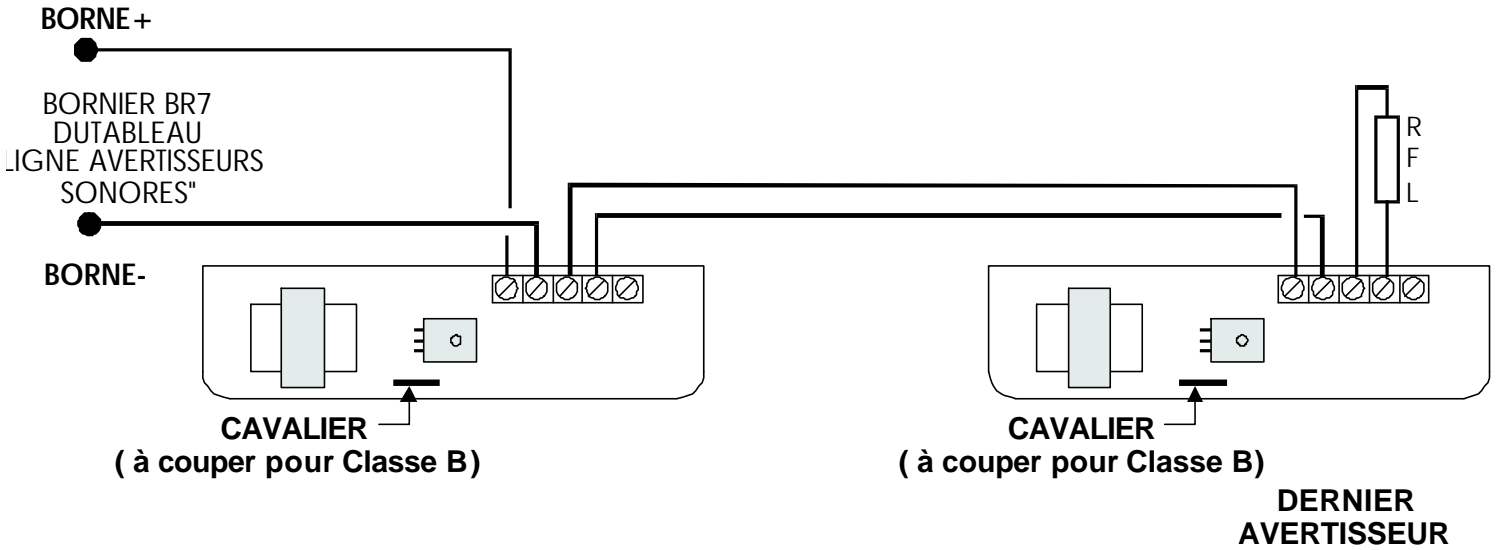 BORNE+
BORNIER BR7
DUTABLEAU
LIGNE AVERTISSEURS
SONORES"
BORNE-
R
F
L
CAVALIER
( à couper pour Classe B)
CAVALIER
( à couper pour Classe B)
DERNIER
AVERTISSEUR